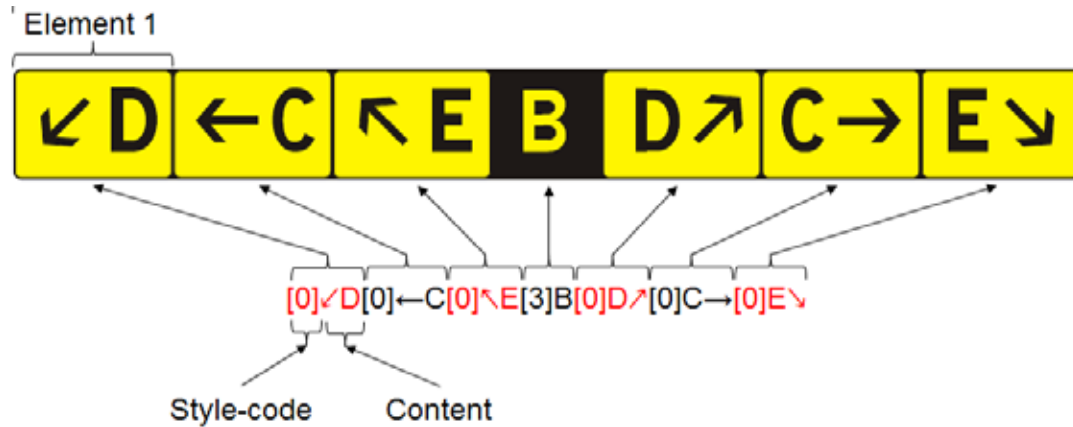 Element 1
↙D ←C ↖E B D↗ C→ E↘
[0]↙D[0]←C[0]↖E[3]B[0]D↗[0]C→[0]E↘
Style-code Content